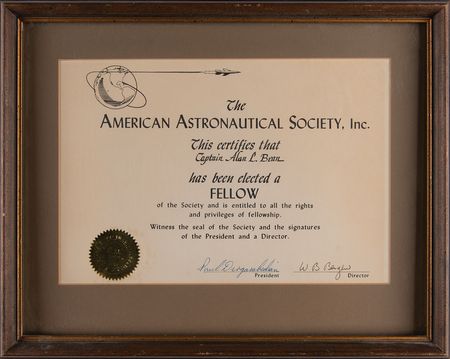 The
AMERICAN ASTRONAUTICAL SOCIETY, Inc.
This certifies that
Captain Alan L. Bean
has been elected a
FELLOW
of the Society and is entitled to all the rights
and privileges of fellowship.
Witness the seal of the Society and the signatures
of the President and a Director.
Paul W B
President Director